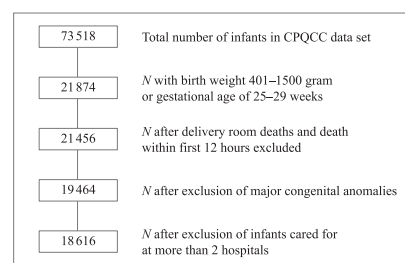 73 518 Total number of infants in CPQCC data set
21 874 N with birth weight 401–1500 gram
or gestational age of 25–29 weeks
21 456 N after delivery room deaths and death
within first 12 hours excluded
19 464 N after exclusion of major congenital anomalies
18 616 N after exclusion of infants cared for
at more than 2 hospitals